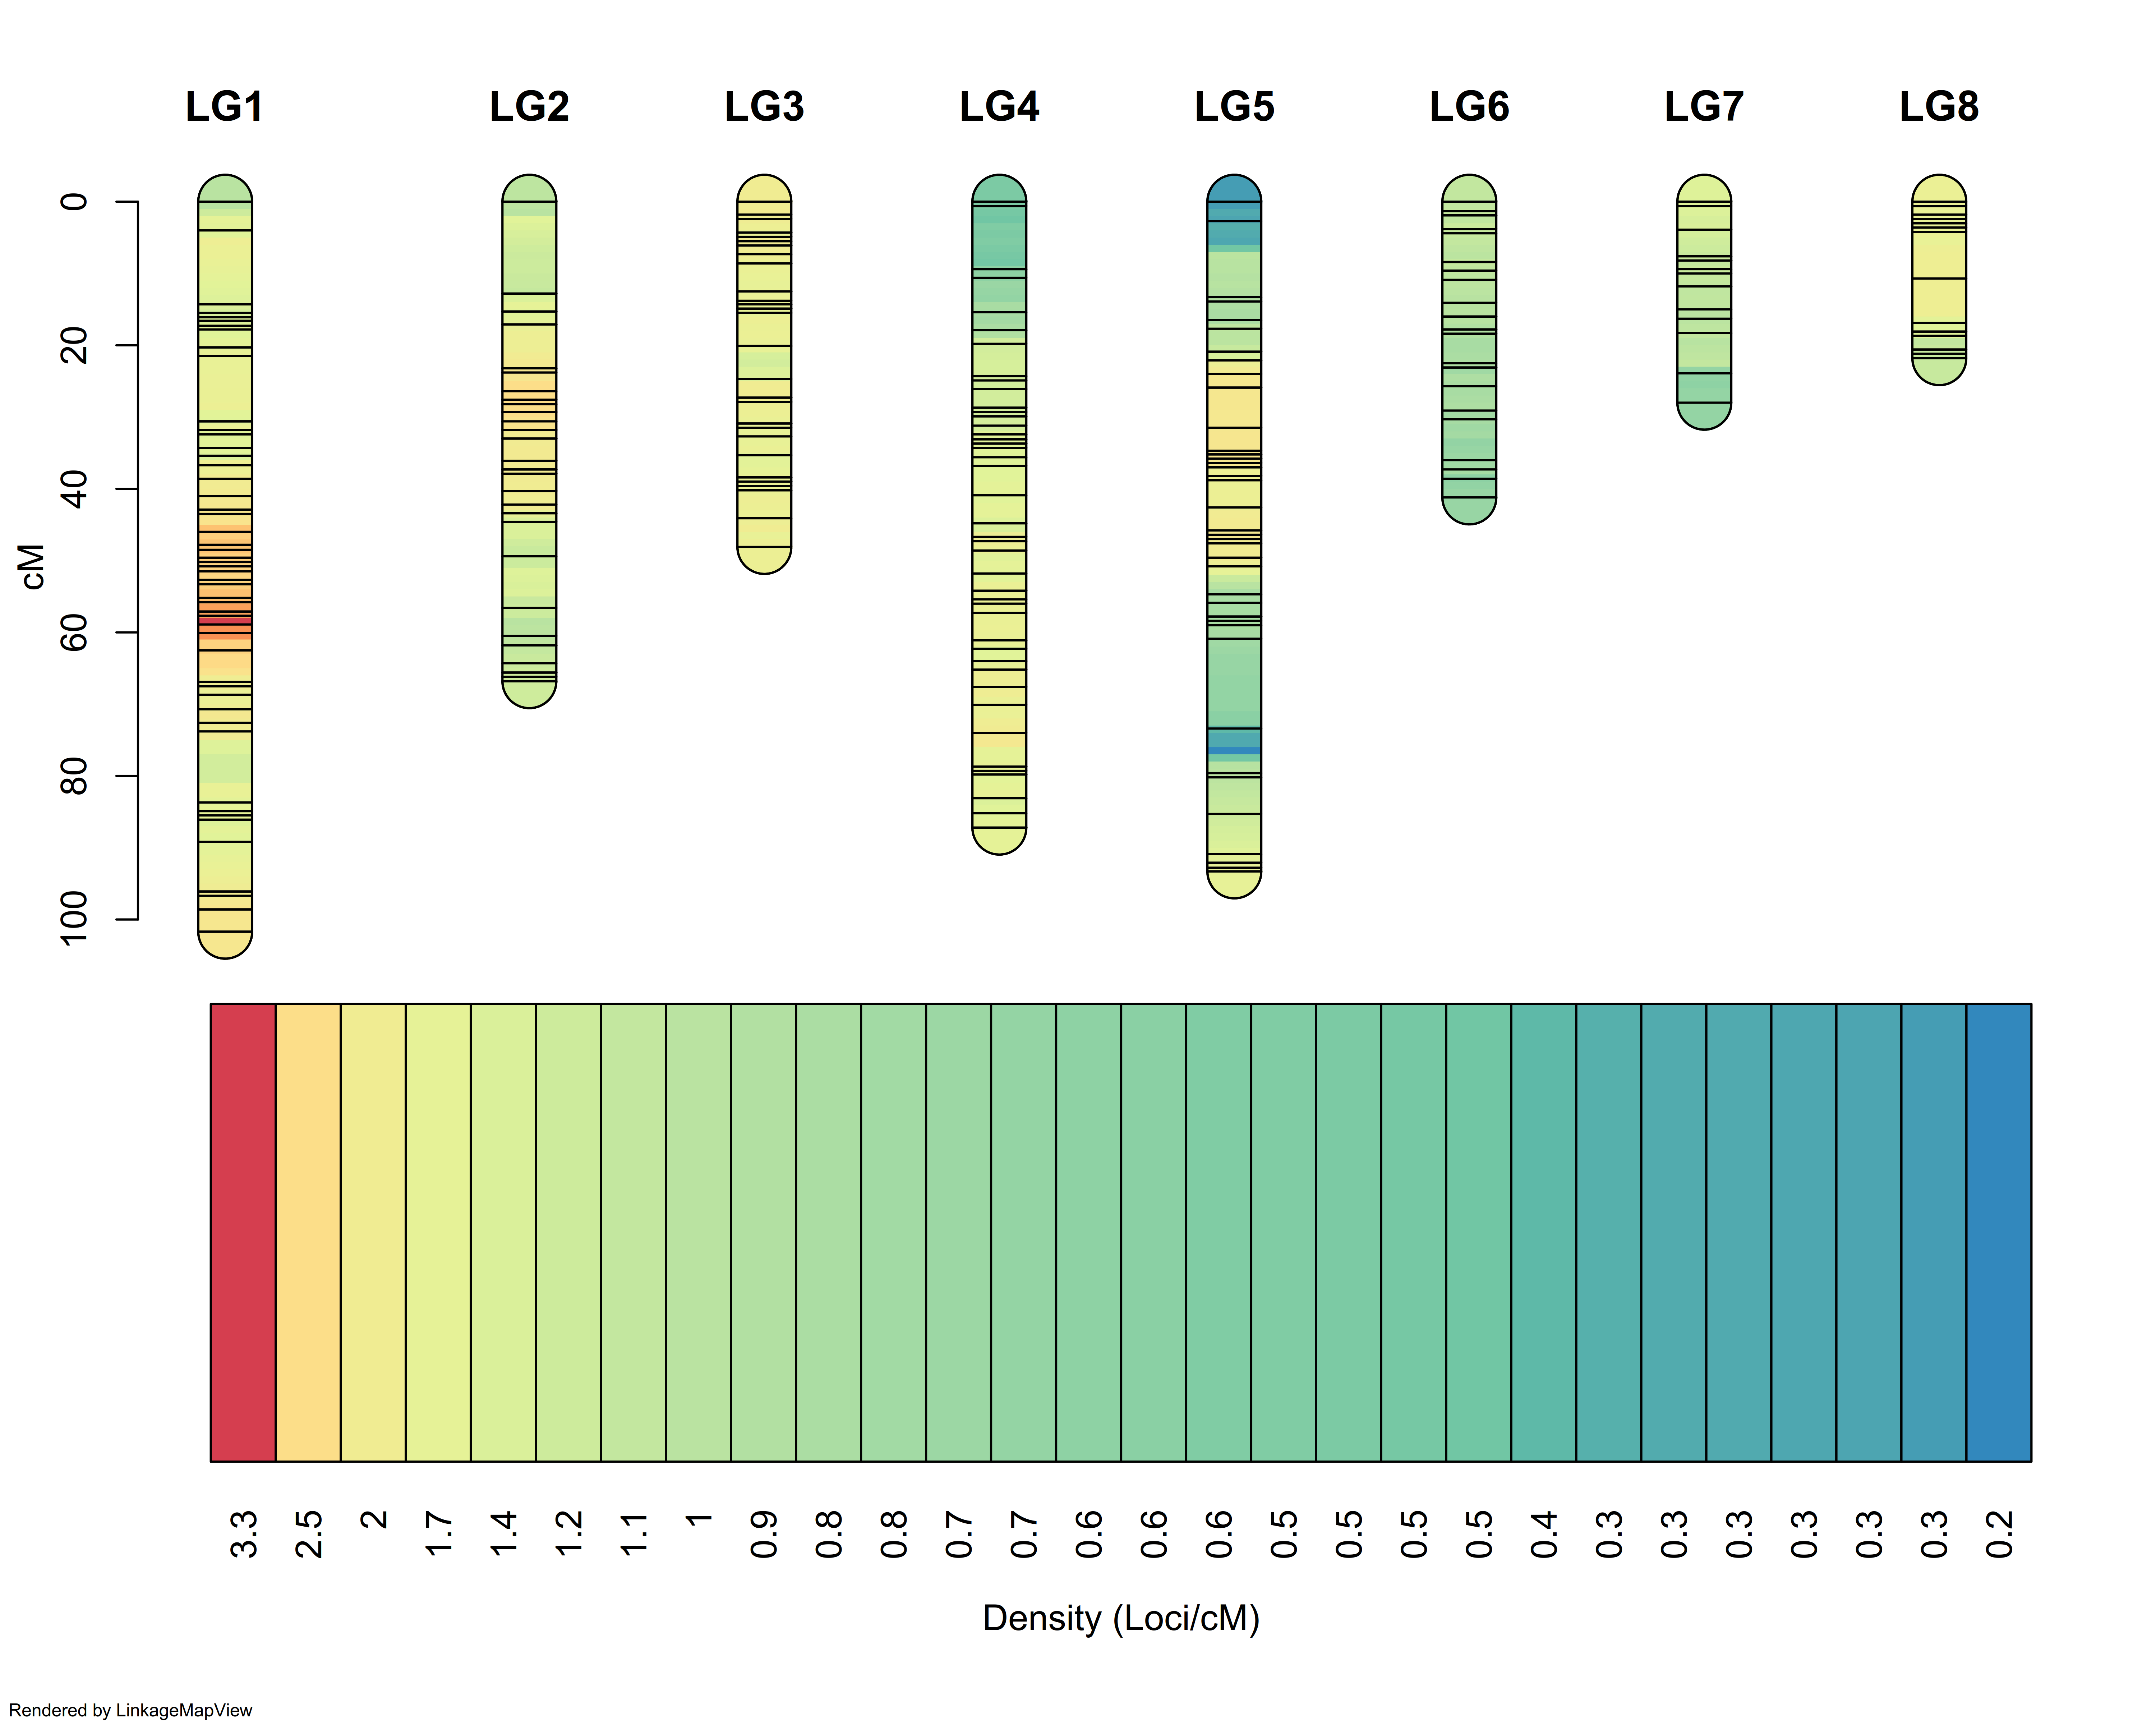 LG1 LG2 LG3 LG4 LG5 LG6 LG7 LG8
0
20
40
60
80
100
cM
3.3 2.5 2 1.7 1.4 1.2 1.1 1 0.9 0.8 0.8 0.7 0.7 0.6 0.6 0.6 0.5 0.5 0.5 0.5 0.4 0.3 0.3 0.3 0.3 0.3 0.3 0.2
Density (Loci/cM)
Rendered by LinkageMapView